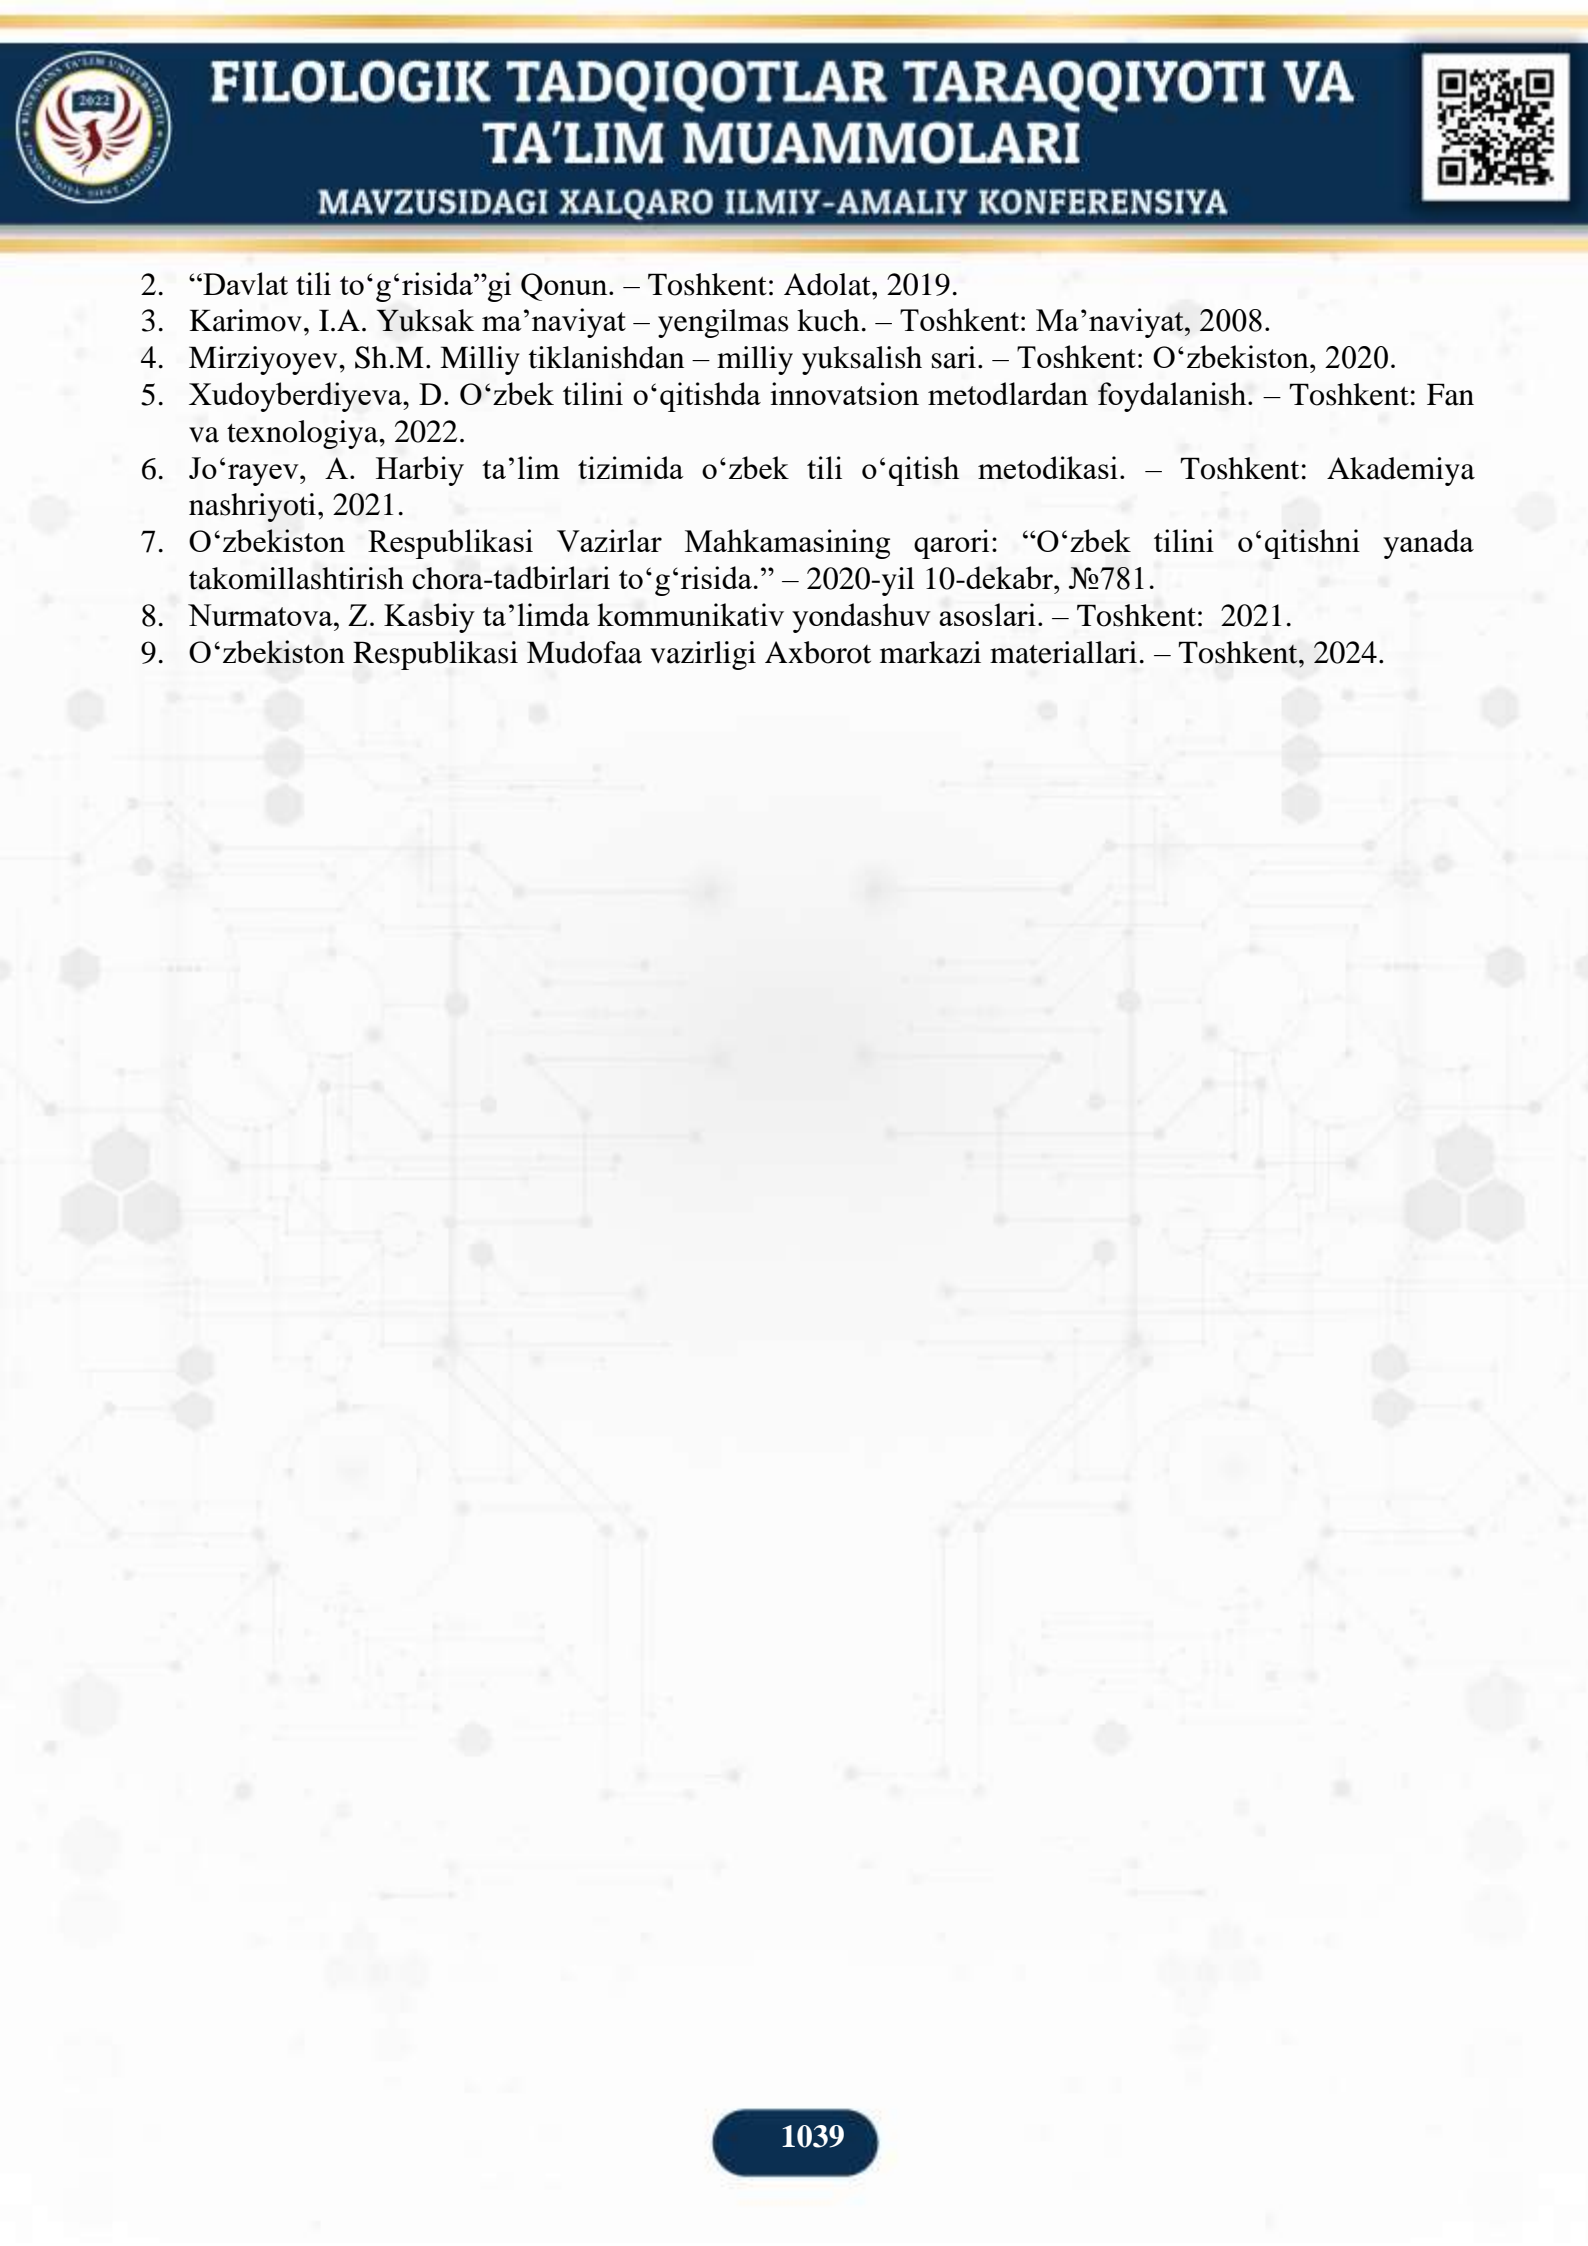 FILOLOGIK TADQIQOTLAR TARAQQIYOTI VA
TA’LIM MUAMMOLARI
MAVZUSIDAGI XALQARO ILMIY-AMALIY KONFERENSIYA
2022
2. “Davlat tili to‘g‘risida”gi Qonun. – Toshkent: Adolat, 2019.
3. Karimov, I.A. Yuksak ma’naviyat – yengilmas kuch. – Toshkent: Ma’naviyat, 2008.
4. Mirziyoyev, Sh.M. Milliy tiklanishdan – milliy yuksalish sari. – Toshkent: O‘zbekiston, 2020.
5. Xudoyberdiyeva, D. O‘zbek tilini o‘qitishda innovatsion metodlardan foydalanish. – Toshkent: Fan
va texnologiya, 2022.
6. Jo‘rayev, A. Harbiy ta’lim tizimida o‘zbek tili o‘qitish metodikasi. – Toshkent: Akademiya
nashriyoti, 2021.
7. O‘zbekiston Respublikasi Vazirlar Mahkamasining qarori: “O‘zbek tilini o‘qitishni yanada
takomillashtirish chora-tadbirlari to‘g‘risida.” – 2020-yil 10-dekabr, №781.
8. Nurmatova, Z. Kasbiy ta’limda kommunikativ yondashuv asoslari. – Toshkent: 2021.
9. O‘zbekiston Respublikasi Mudofaa vazirligi Axborot markazi materiallari. – Toshkent, 2024.
1039